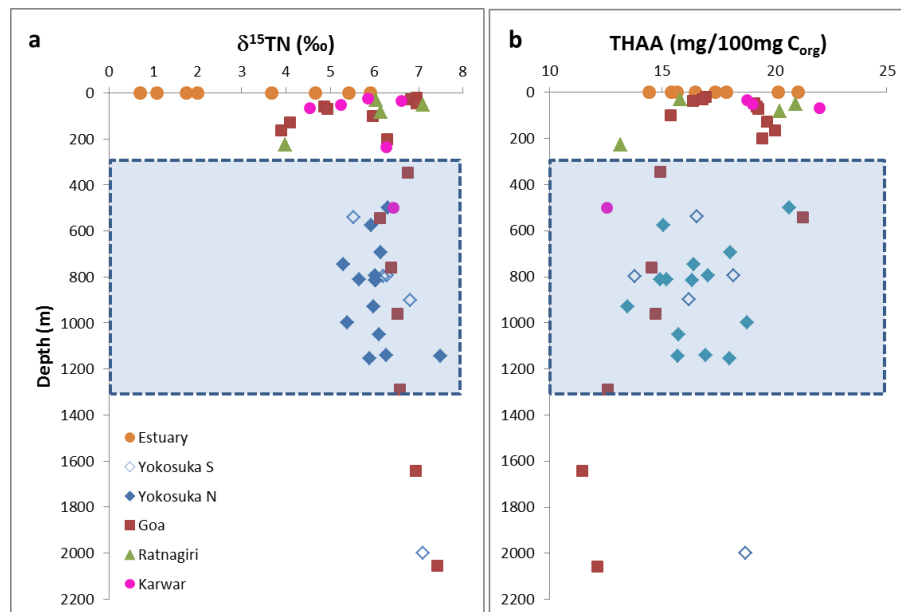 a
δ¹⁵TN (‰)
0 1 2 3 4 5 6 7 8
0
200
400
600
800
1000
1200
1400
1600
1800
2000
2200
Depth (m)
Estuary
Yokosuka S
Yokosuka N
Goa
Ratnagiri
Karwar
b
THAA (mg/100mg Corg)
10 15 20 25
0
200
400
600
800
1000
1200
1400
1600
1800
2000
2200